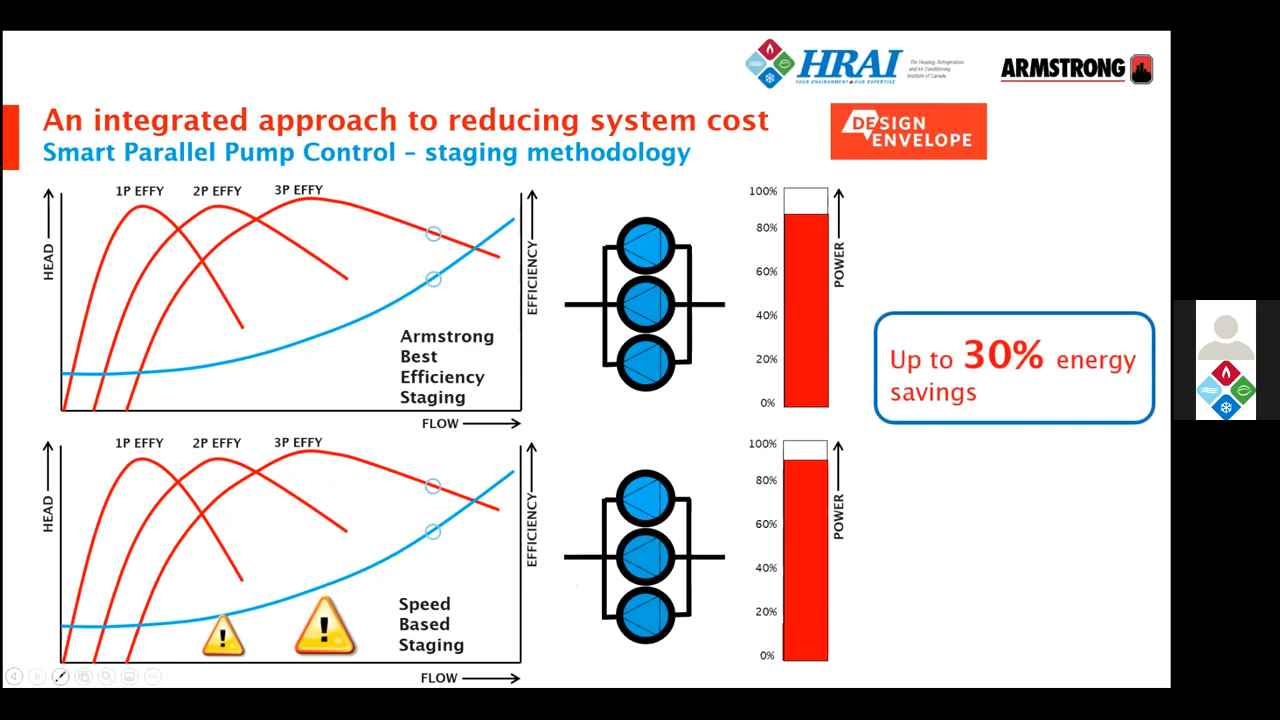 HRAI
The Heating, Refrigeration
and Air Conditioning
Institute of Canada
YOUR ENVIRONMENT OUR EXPERTISE
ARMSTRONG
An integrated approach to reducing system cost
Smart Parallel Pump Control – staging methodology
DESIGN
ENVELOPE
1P EFFY
2P EFFY
3P EFFY
HEAD
EFFICIENCY
Armstrong
Best
Efficiency
Staging
FLOW
100%
80%
60%
40%
20%
0%
POWER
Up to 30% energy
savings
1P EFFY
2P EFFY
3P EFFY
HEAD
EFFICIENCY
!
!
Speed
Based
Staging
FLOW
100%
80%
60%
40%
20%
0%
POWER